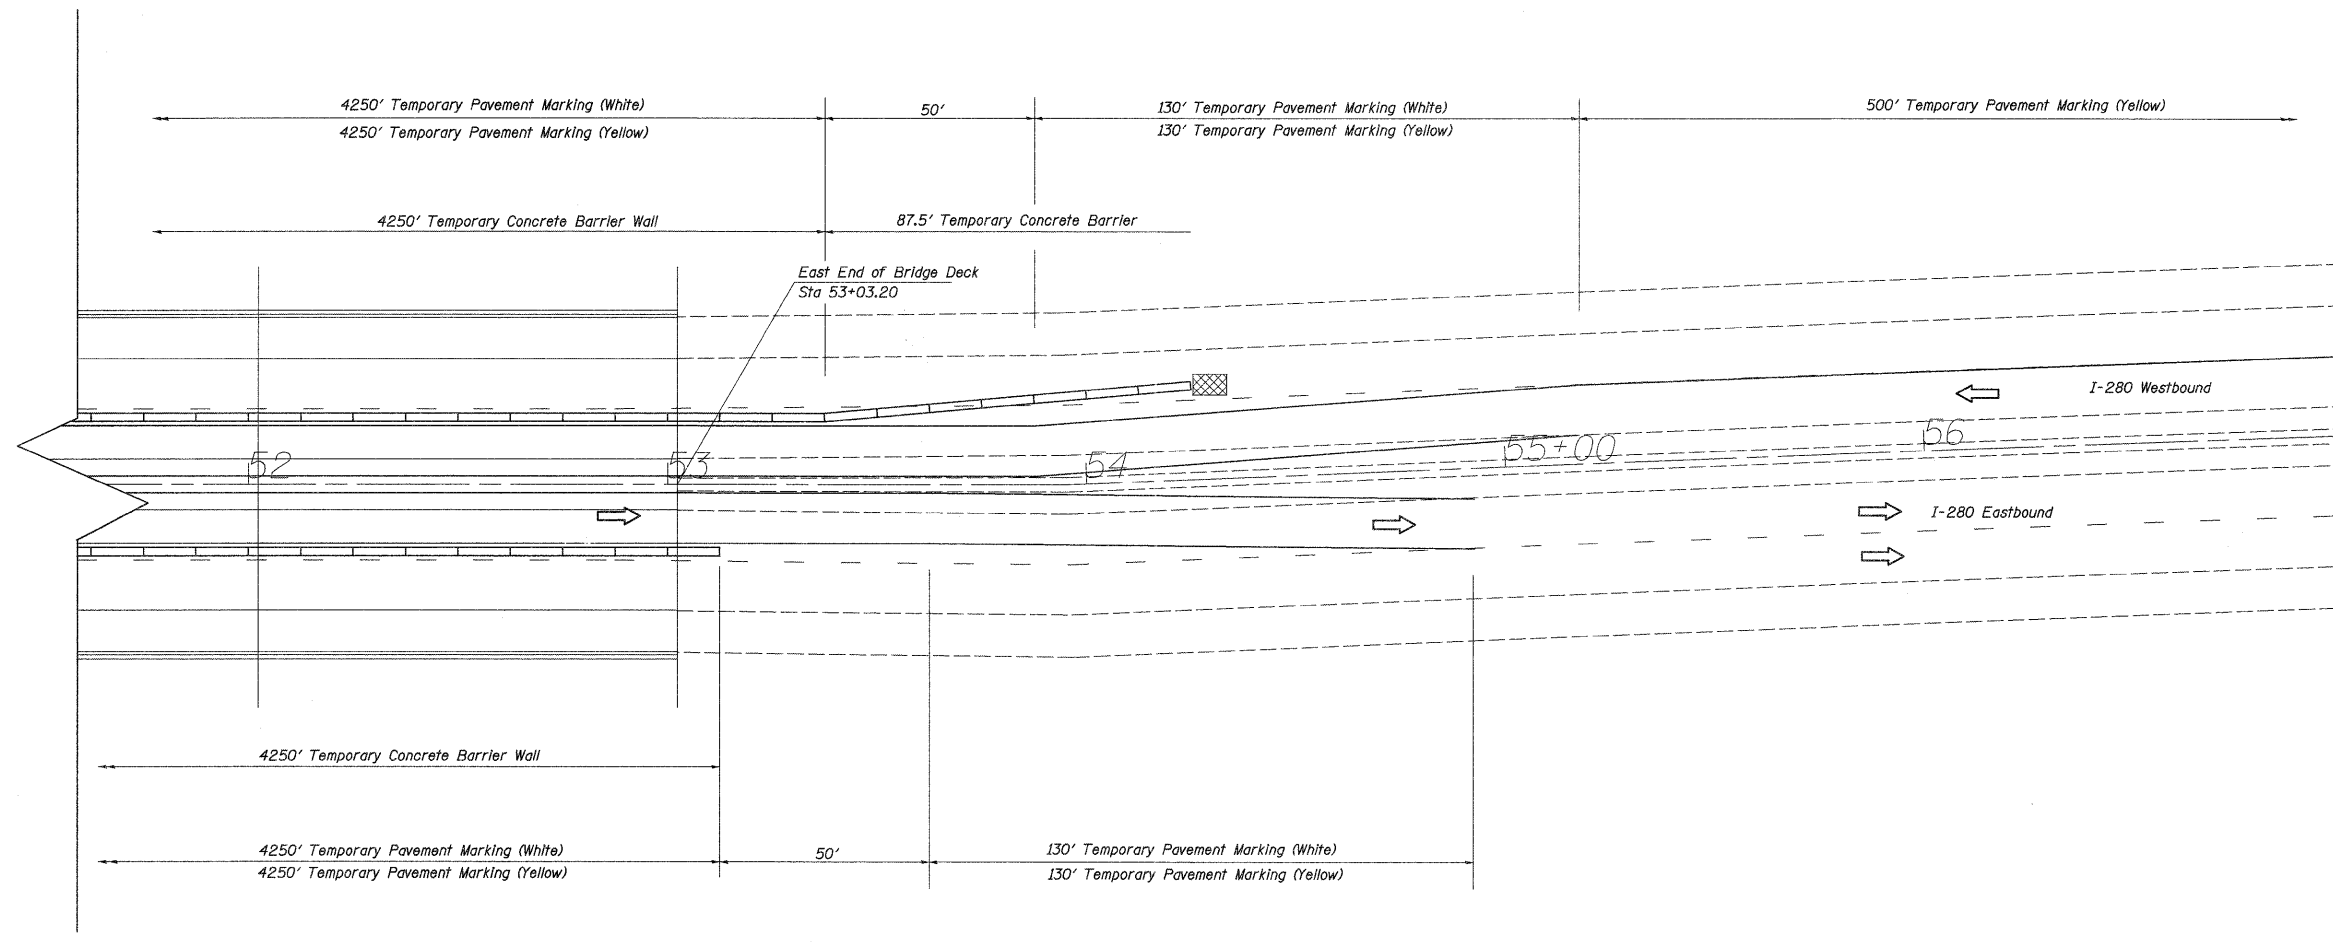 4250' Temporary Pavement Marking (White)
4250' Temporary Pavement Marking (Yellow)
50'
130' Temporary Pavement Marking (White)
130' Temporary Pavement Marking (Yellow)
500' Temporary Pavement Marking (Yellow)
4250' Temporary Concrete Barrier Wall
87.5' Temporary Concrete Barrier
East End of Bridge Deck
Sta 53+03.20
I-280 Westbound
52
53
54
55+00
56
I-280 Eastbound
4250' Temporary Concrete Barrier Wall
4250' Temporary Pavement Marking (White)
4250' Temporary Pavement Marking (Yellow)
50'
130' Temporary Pavement Marking (White)
130' Temporary Pavement Marking (Yellow)